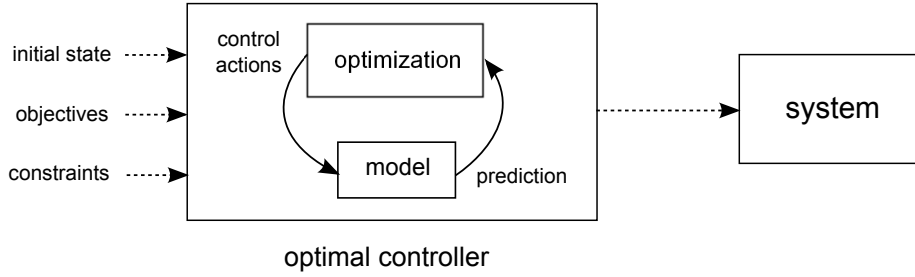 control
actions
optimization
initial state
objectives
constraints
model
prediction
system
optimal controller